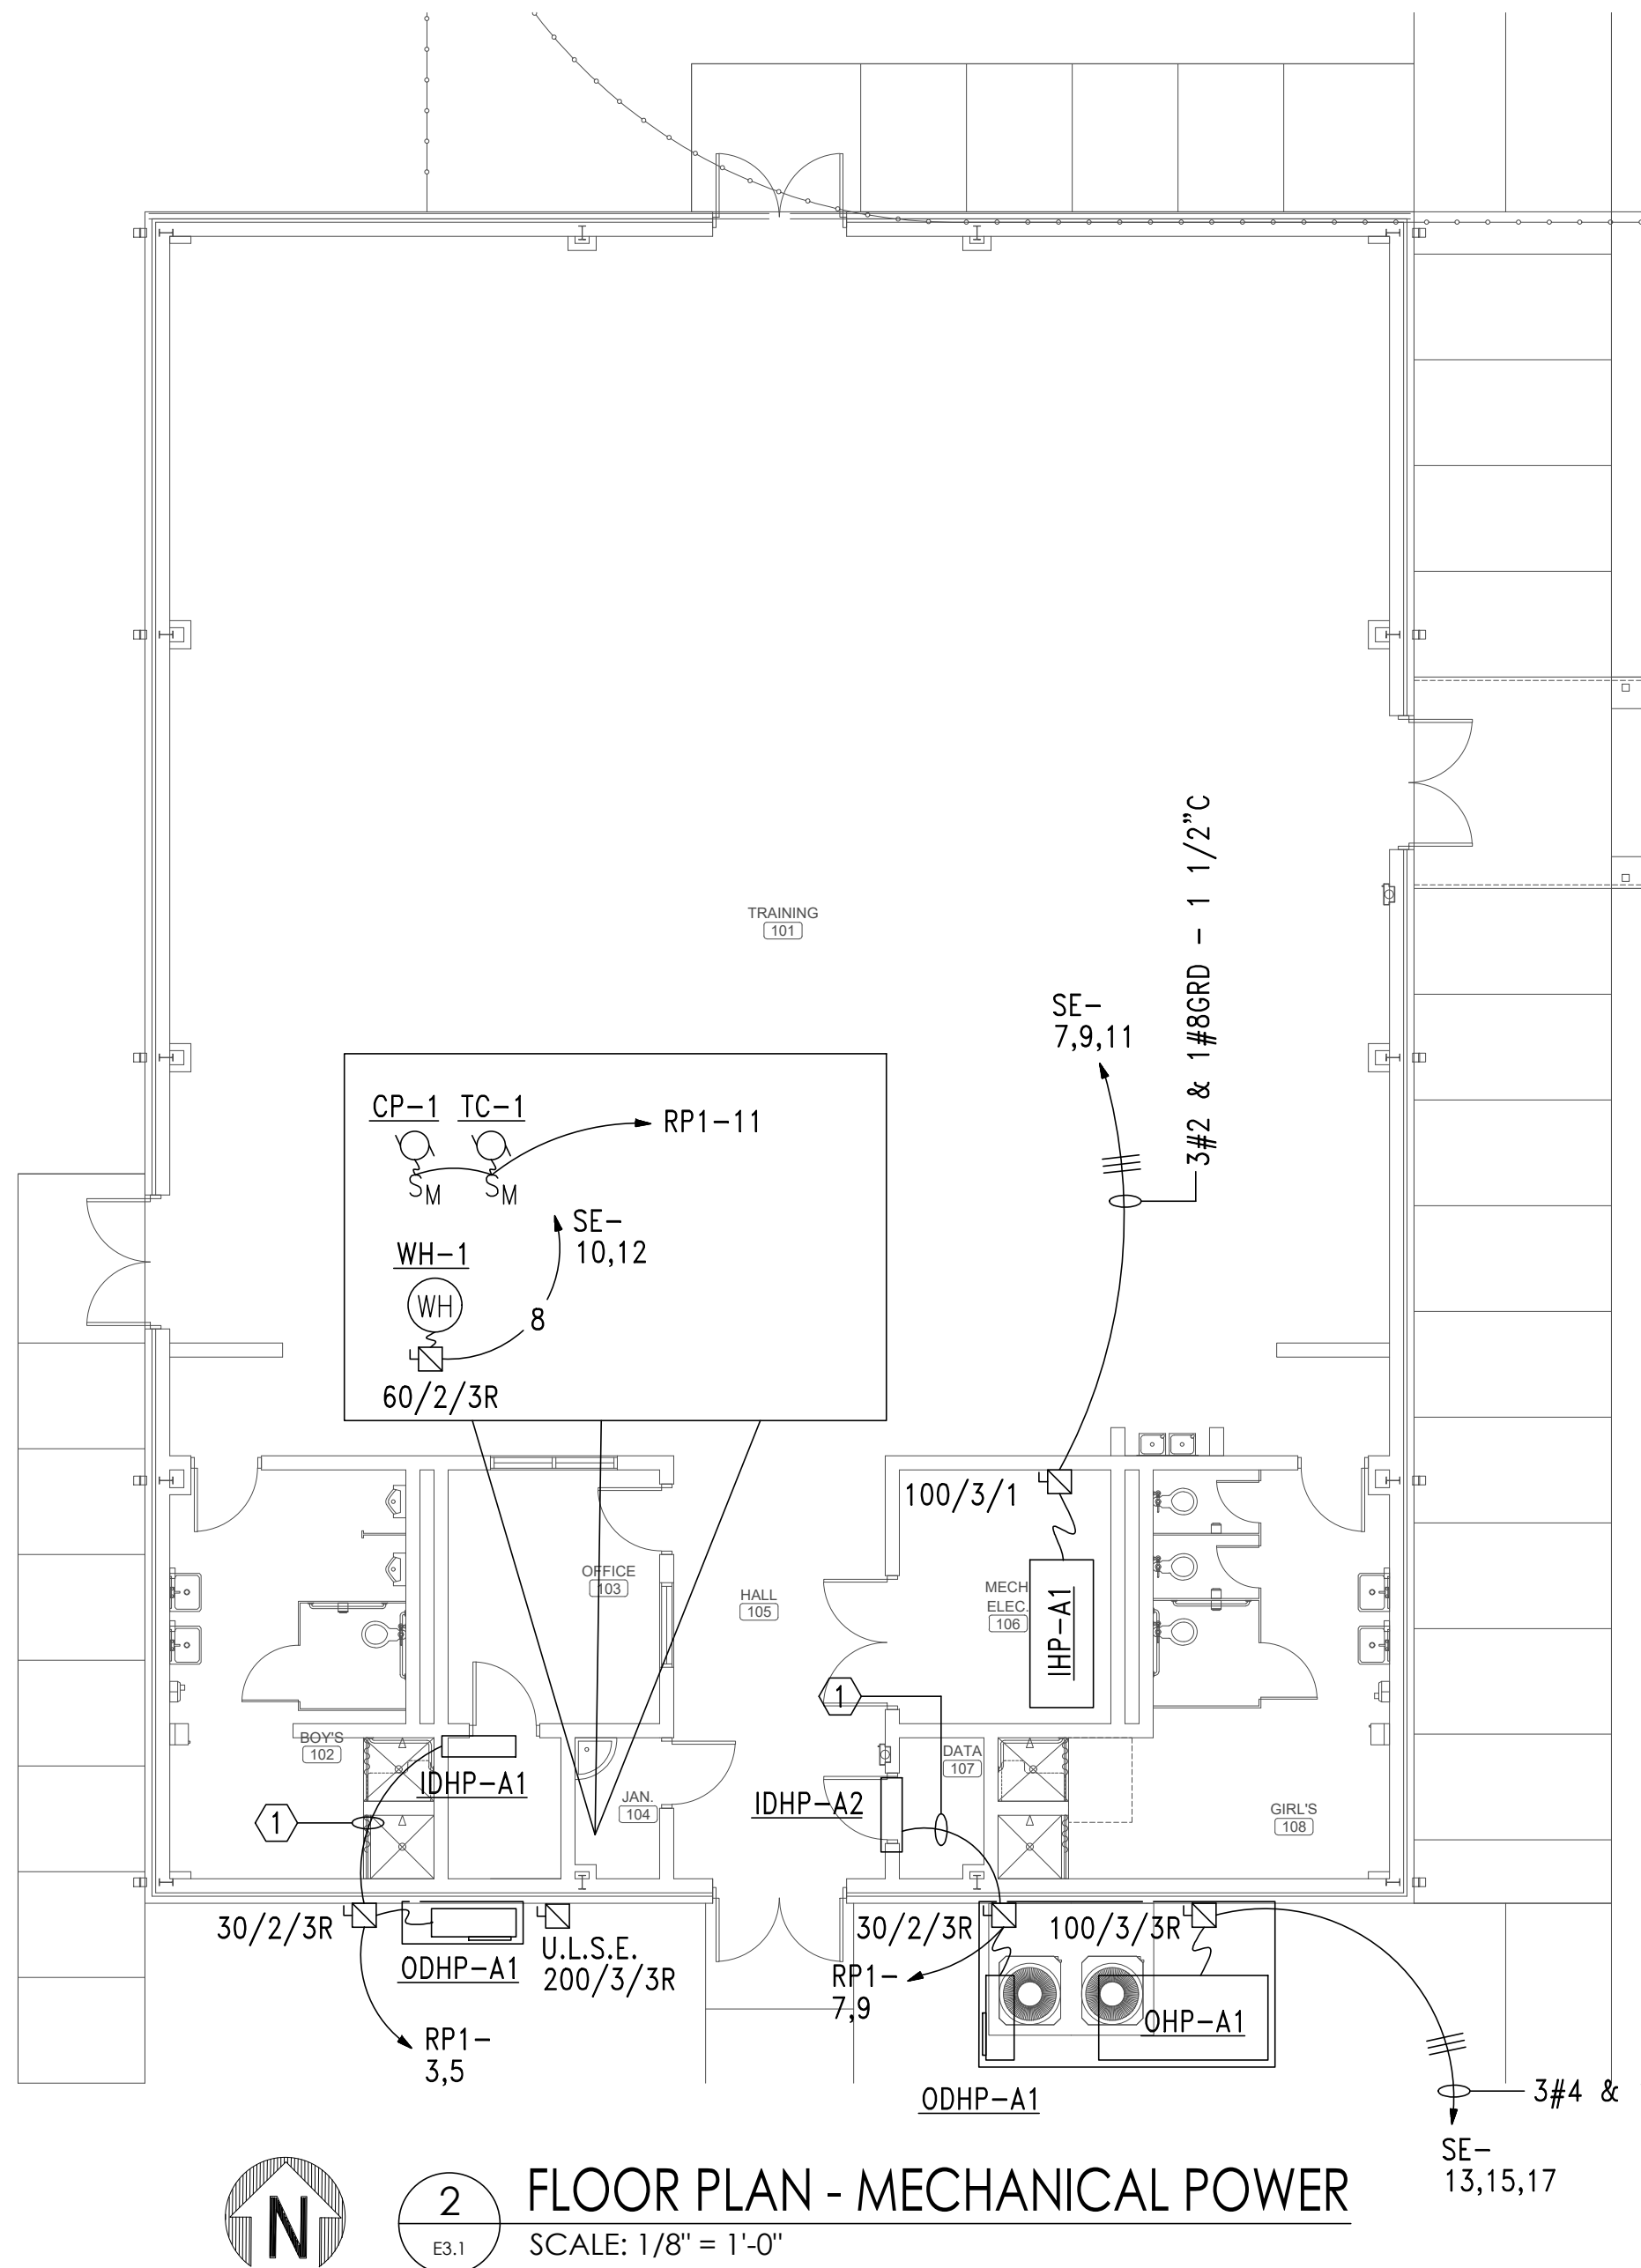 3#2 & 1#8GRD - 1 1/2"C
TRAINING
101
SE-
7,9,11
CP-1
TC-1
RP1-11
SM
SM
SE-
10,12
WH-1
WH
8
60/2/3R
100/3/1
OFFICE
103
HALL
105
MECH
ELEC.
106
IHP-A1
1
BOY'S
102
DATA
107
IDHP-A1
JAN.
104
IDHP-A2
GIRL'S
108
1
30/2/3R
30/2/3R
100/3/3R
U.L.S.E.
200/3/3R
ODHP-A1
RP1-
7,9
OHP-A1
RP1-
3,5
ODHP-A1
3#4 &
SE-
13,15,17
N
2
E3.1
FLOOR PLAN - MECHANICAL POWER
SCALE: 1/8" = 1'-0"